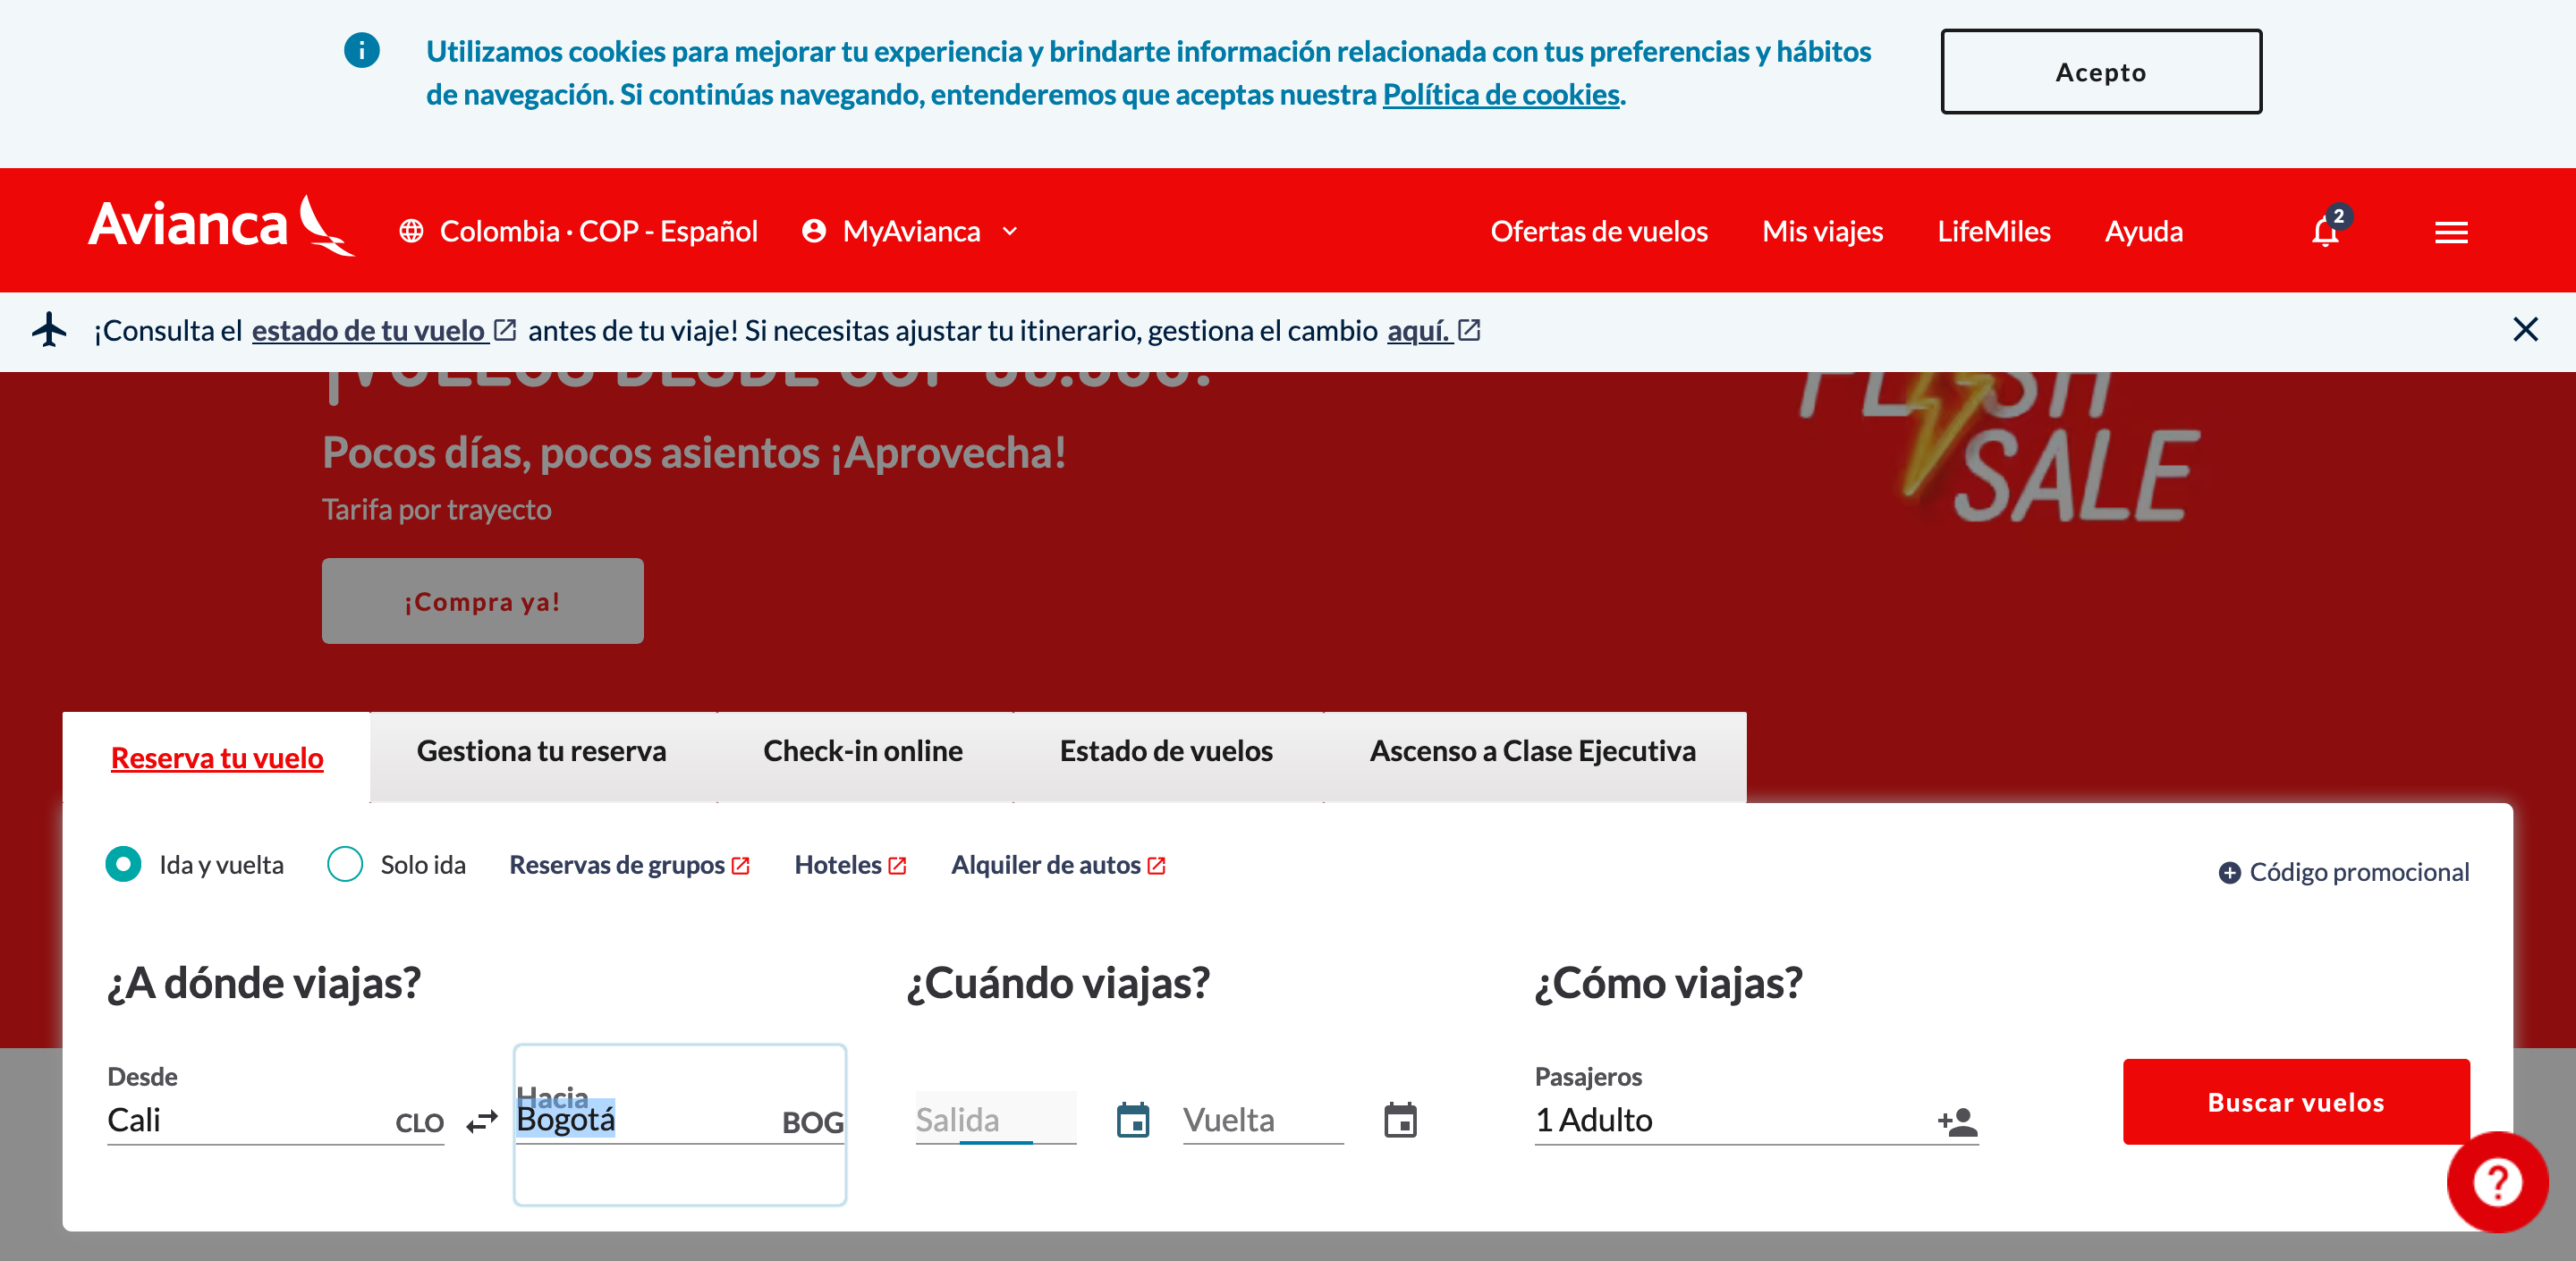 Utilizamos cookies para mejorar tu experiencia y brindarte información relacionada con tus preferencias y hábitos
de navegación. Si continúas navegando, entenderemos que aceptas nuestra Política de cookies.
Acepto
Avianca
Colombia · COP - Español
MyAvianca
Ofertas de vuelos
Mis viajes
LifeMiles
Ayuda
2
¡Consulta el estado de tu vuelo antes de tu viaje! Si necesitas ajustar tu itinerario, gestiona el cambio aquí.
¡VUELOS DESDE COP
FLASH
SALE
Pocos días, pocos asientos ¡Aprovecha!
Tarifa por trayecto
¡Compra ya!
Reserva tu vuelo
Gestiona tu reserva
Check-in online
Estado de vuelos
Ascenso a Clase Ejecutiva
Ida y vuelta
Solo ida
Reservas de grupos
Hoteles
Alquiler de autos
Código promocional
¿A dónde viajas?
¿Cuándo viajas?
¿Cómo viajas?
Desde
Cali
CLO
Hacia
Bogotá
BOG
Salida
Vuelta
Pasajeros
1 Adulto
Buscar vuelos
?